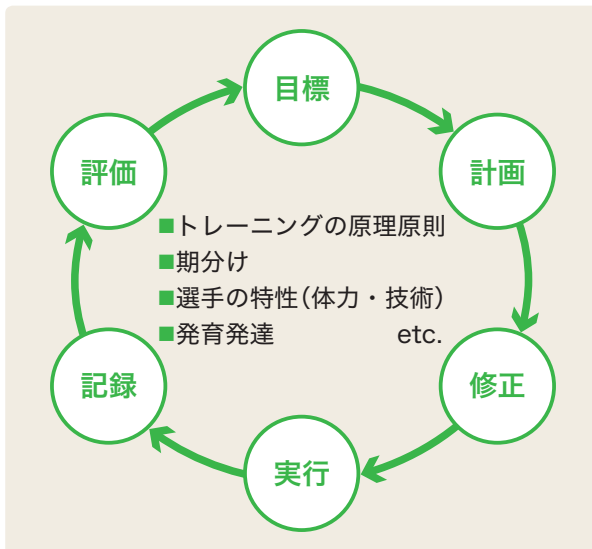 目標
計画
修正
実行
記録
評価
■トレーニングの原理原則
■期分け
■選手の特性(体力・技術)
■発育発達 etc.